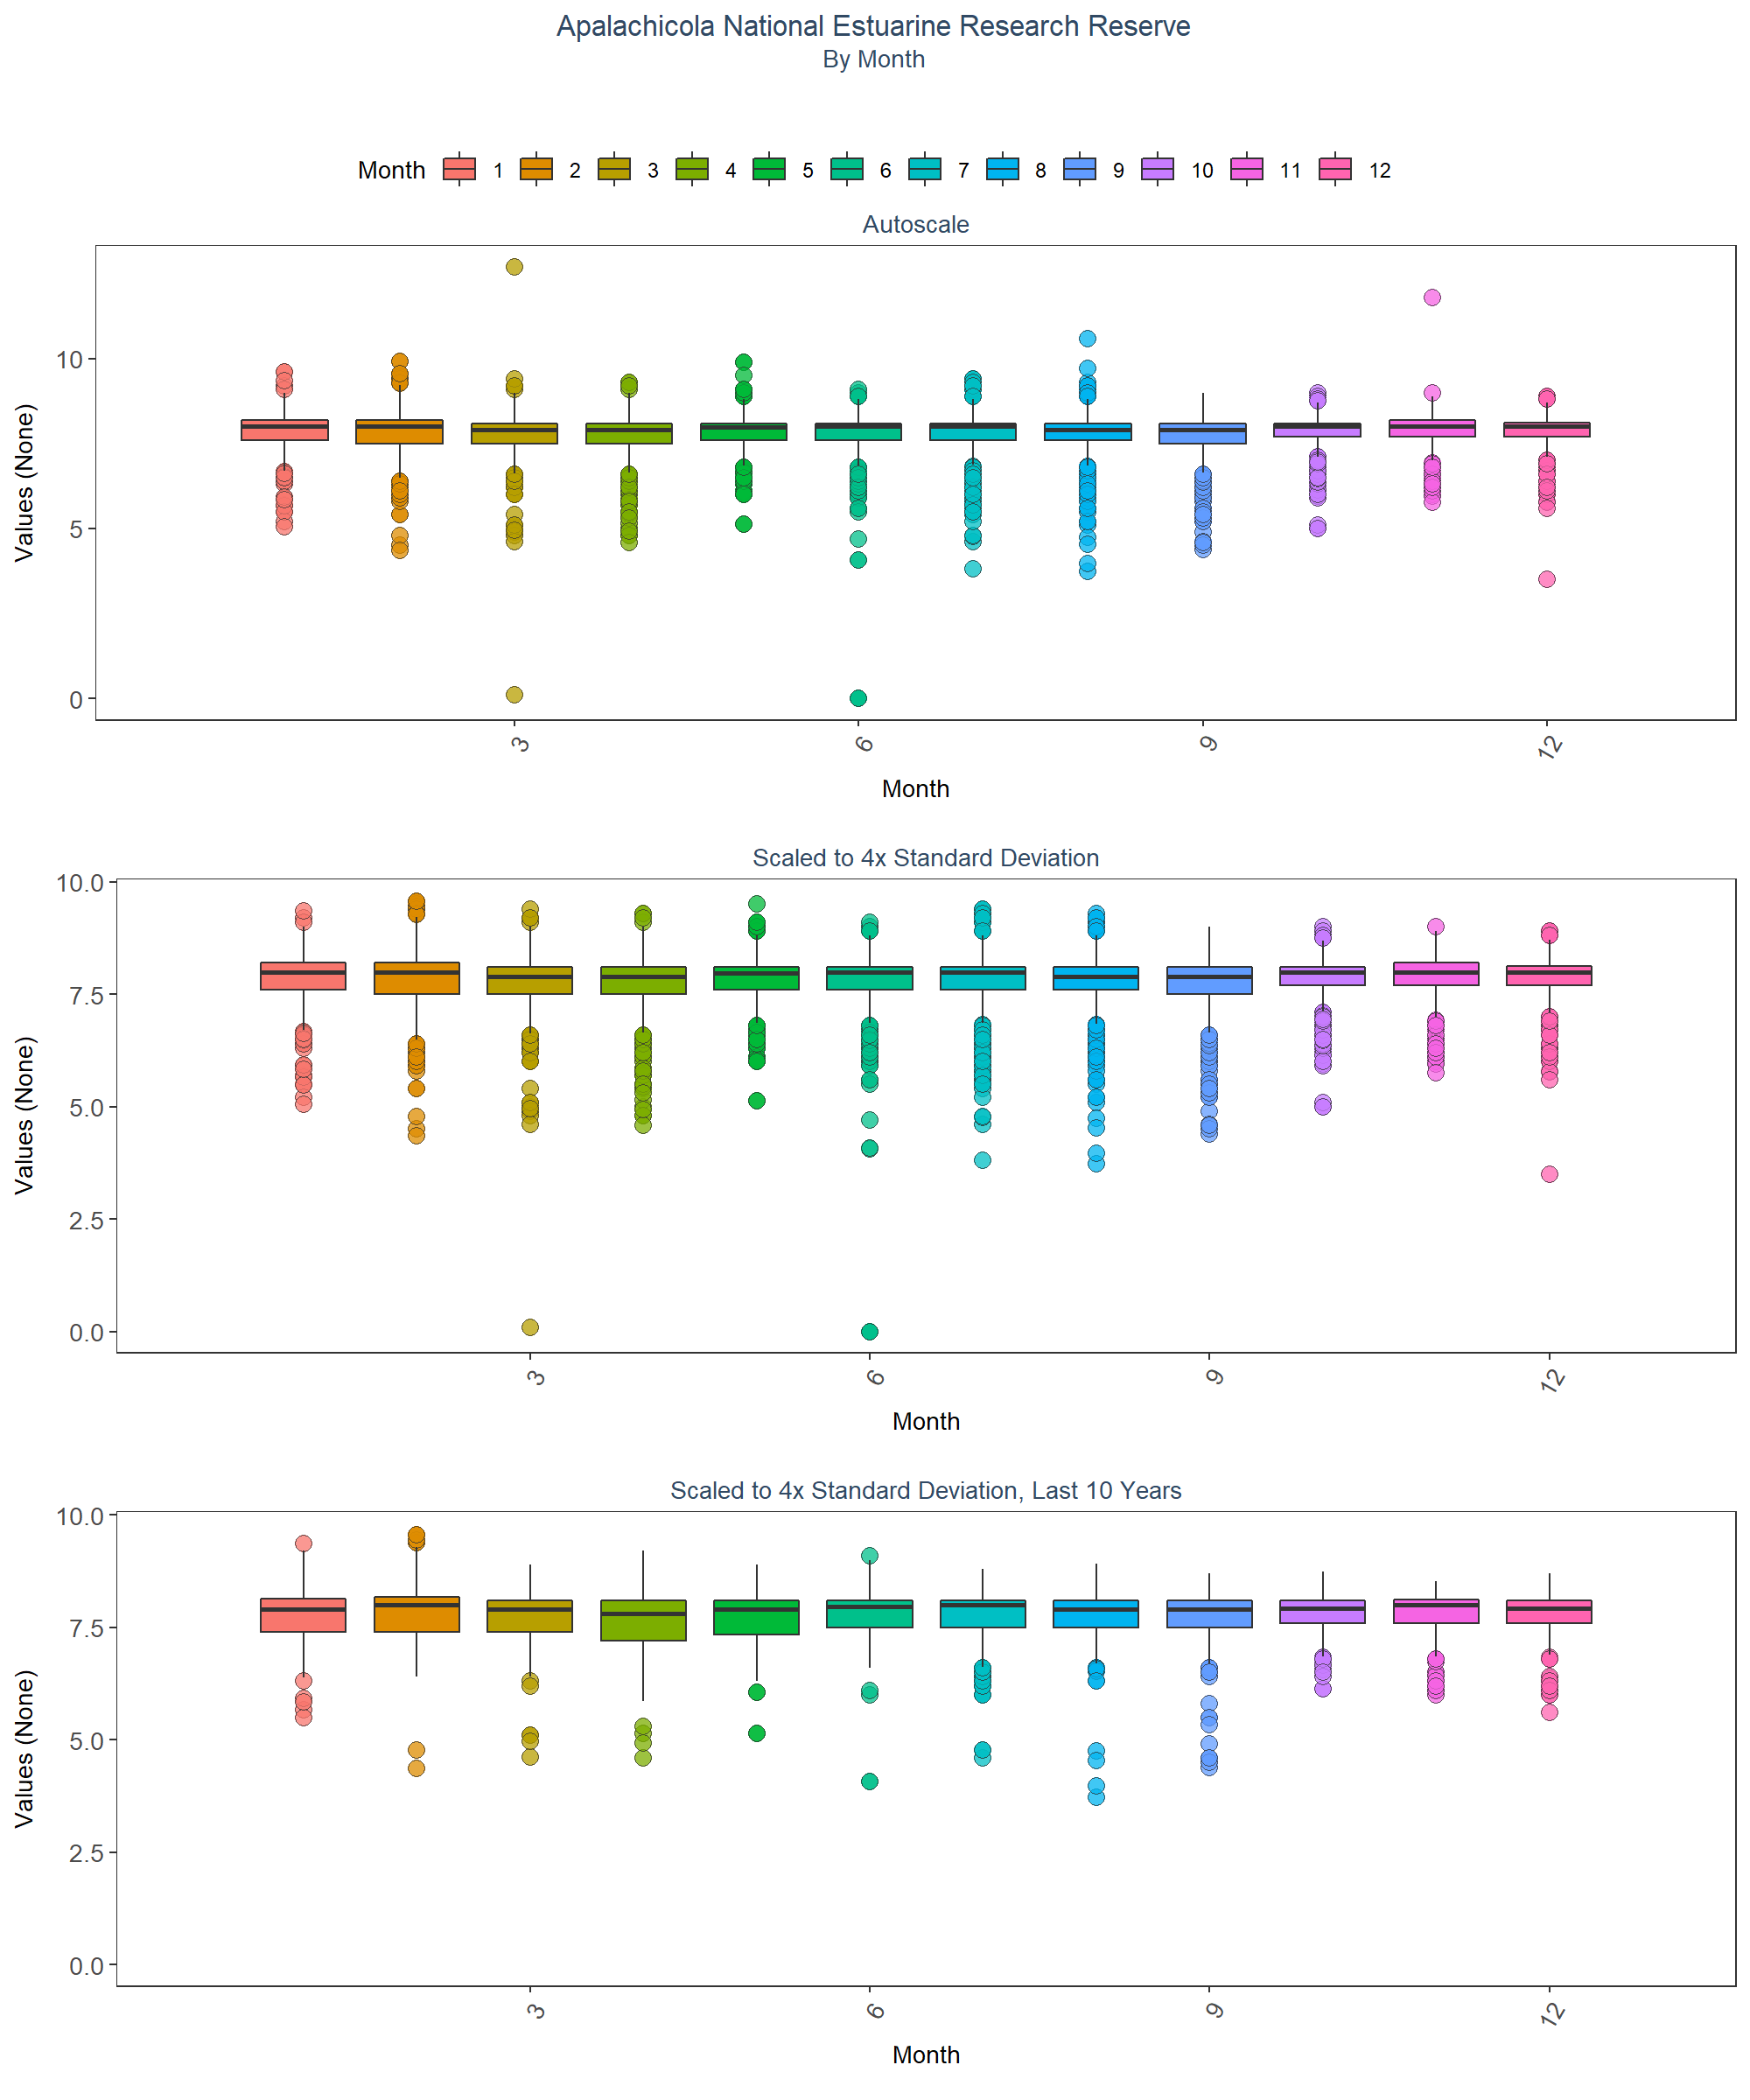 Apalachicola National Estuarine Research Reserve
By Month
Month 1 2 3 4 5 6 7 8 9 10 11 12
Autoscale
Values (None)
10
5
0
3 6 9 12
Month
Scaled to 4x Standard Deviation
Values (None)
10.0
7.5
5.0
2.5
0.0
3 6 9 12
Month
Scaled to 4x Standard Deviation, Last 10 Years
Values (None)
10.0
7.5
5.0
2.5
0.0
3 6 9 12
Month